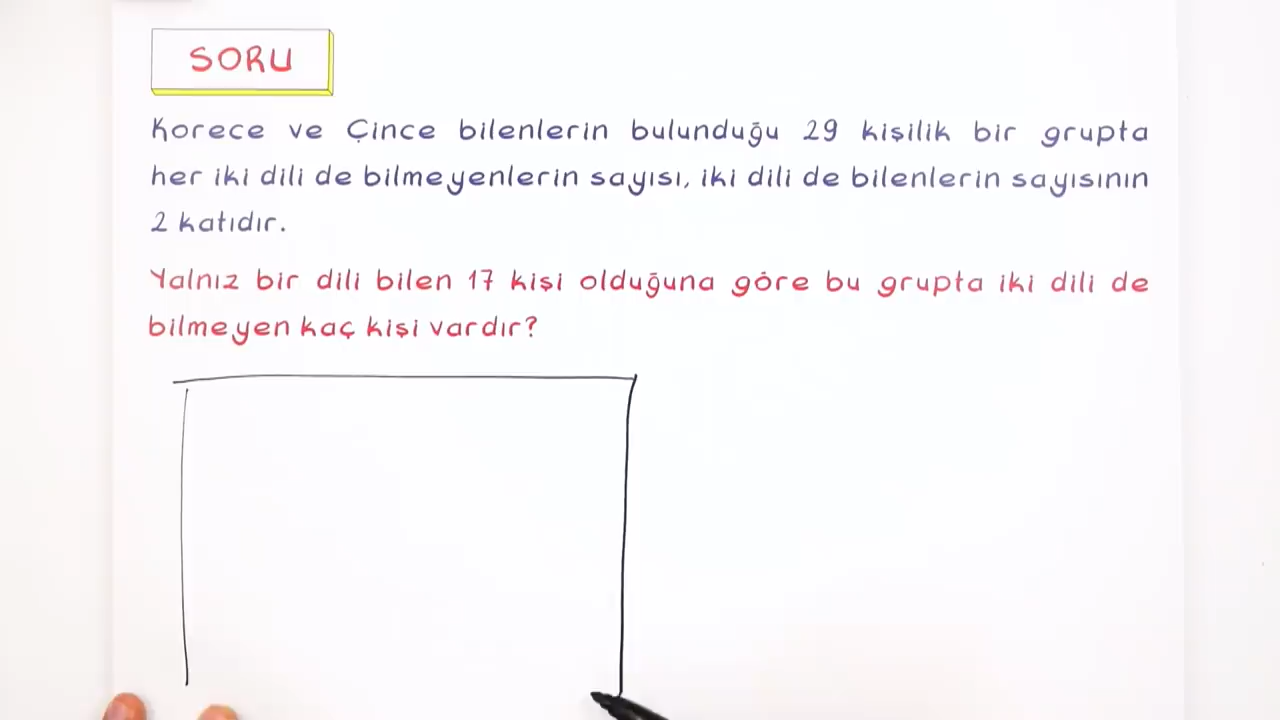 SORU
Korece ve Çince bilenlerin bulunduğu 29 kişilik bir grupta
her iki dili de bilmeyenlerin sayısı, iki dili de bilenlerin sayısının
2 katıdır.
Yalnız bir dili bilen 17 kişi olduğuna göre bu grupta iki dili de
bilmeyen kaç kişi vardır?